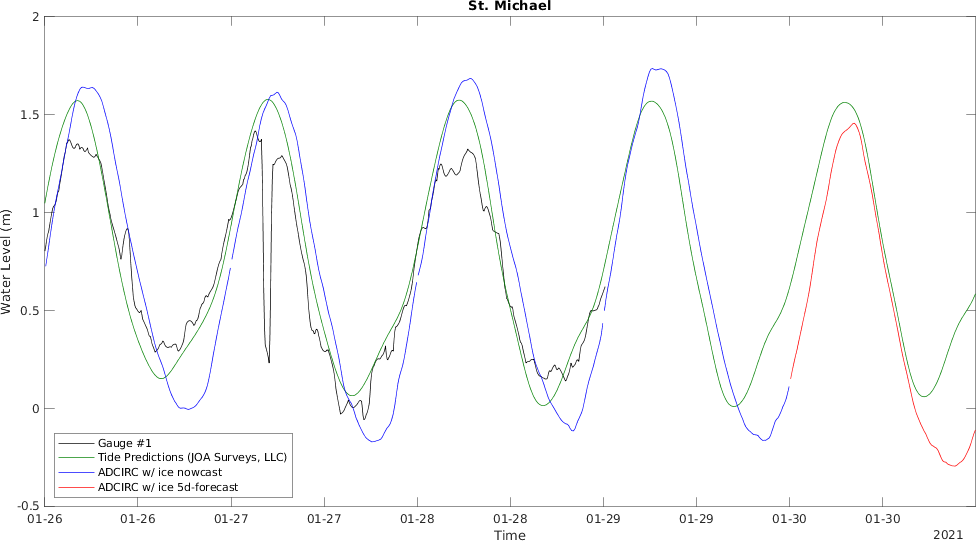 St. Michael
Water Level (m)
2
1.5
1
0.5
0
-0.5
Gauge #1
Tide Predictions (JOA Surveys, LLC)
ADCIRC w/ ice nowcast
ADCIRC w/ ice 5d-forecast
01-26 01-26 01-27 01-27 01-28 01-28 01-29 01-29 01-30 01-30
Time
2021